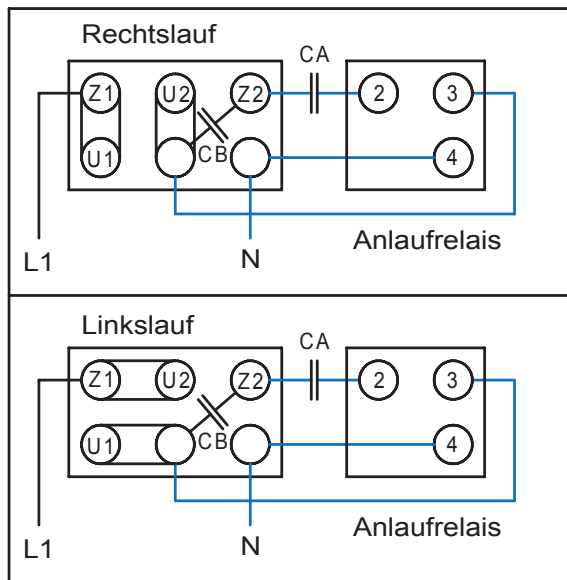 Rechtslauf
CA
Z1 U2 Z2 2 3
CB
U1 4
Anlaufrelais
L1 N
Linkslauf
CA
Z1 U2 Z2 2 3
CB
U1 4
Anlaufrelais
L1 N